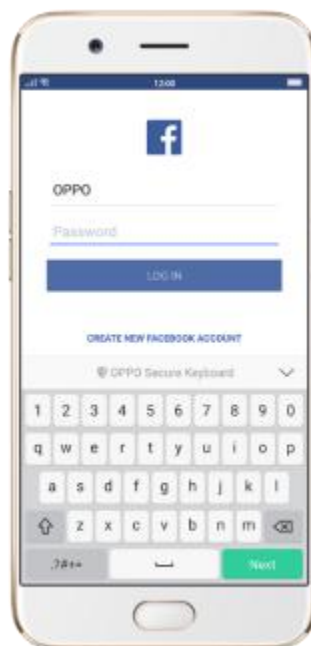 12:00
f
OPPO
Password
LOG IN
CREATE NEW FACEBOOK ACCOUNT
OPPO Secure Keyboard
1 2 3 4 5 6 7 8 9 0
q w e r t y u i o p
a s d f g h j k l
z x c v b n m
.?#+= Next